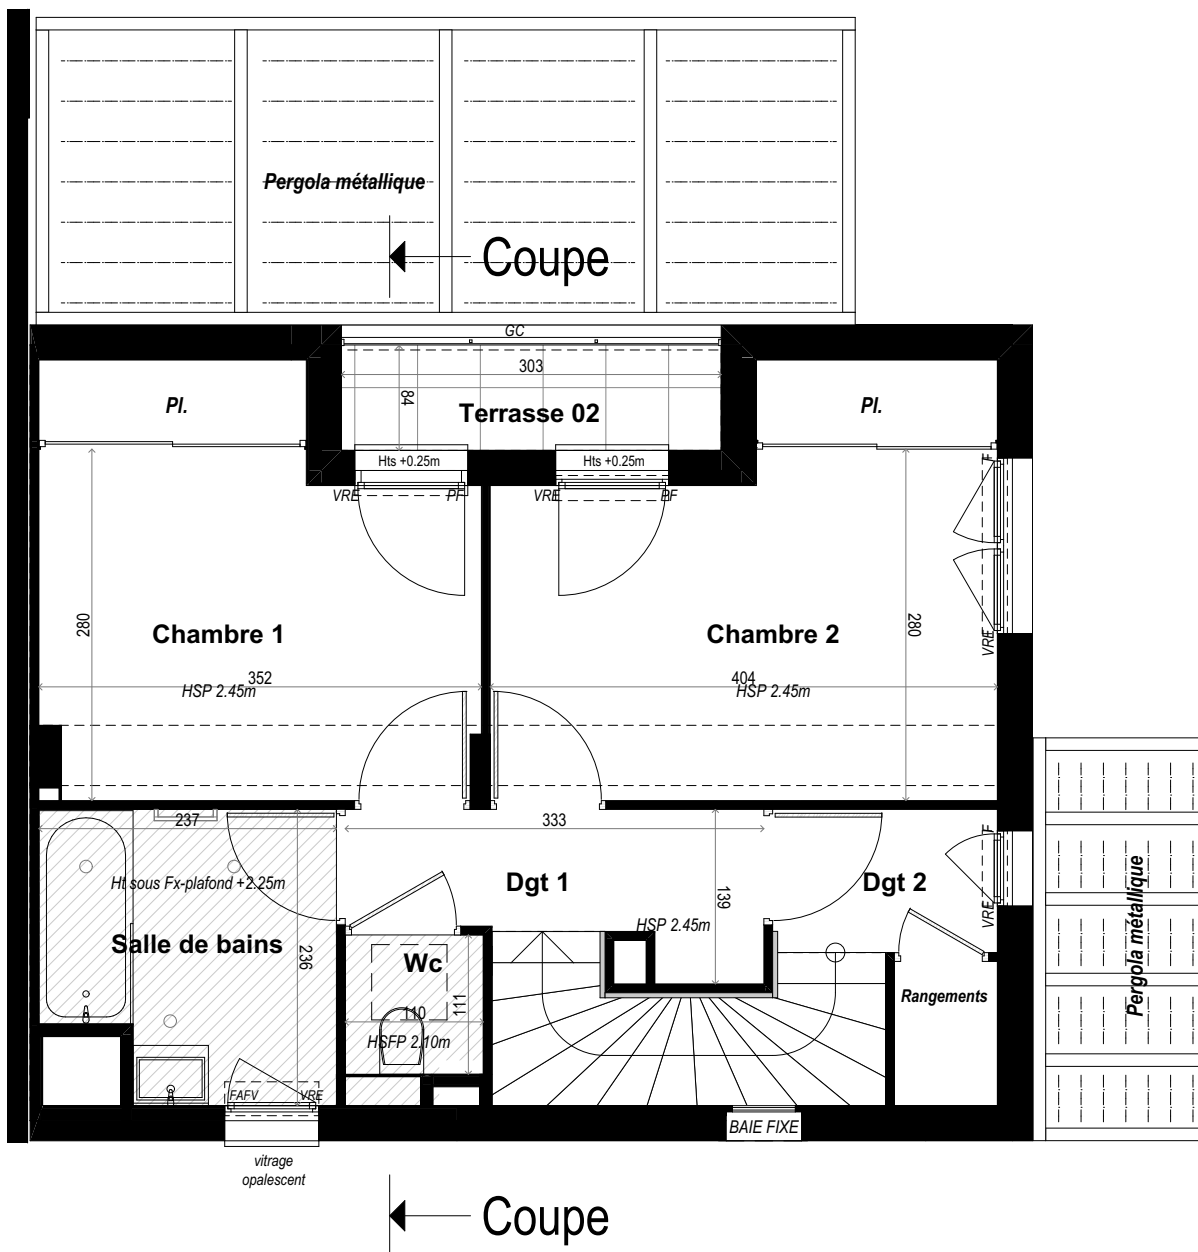 Pergola métallique
Coupe
GC
303
84
Terrasse 02
Pl.
Pl.
Hts +0.25m
Hts +0.25m
VRE
PF
VRE
PF
F
VRE
Chambre 1
280
352
HSP 2.45m
Chambre 2
280
404
HSP 2.45m
237
Ht sous Fx-plafond +2.25m
Salle de bains
236
333
Dgt 1
139
HSP 2.45m
Dgt 2
F
VRE
Wc
110
111
HSFP 2.10m
Rangements
Pergola métallique
FAFV
VRE
BAIE FIXE
vitrage
opalescent
Coupe